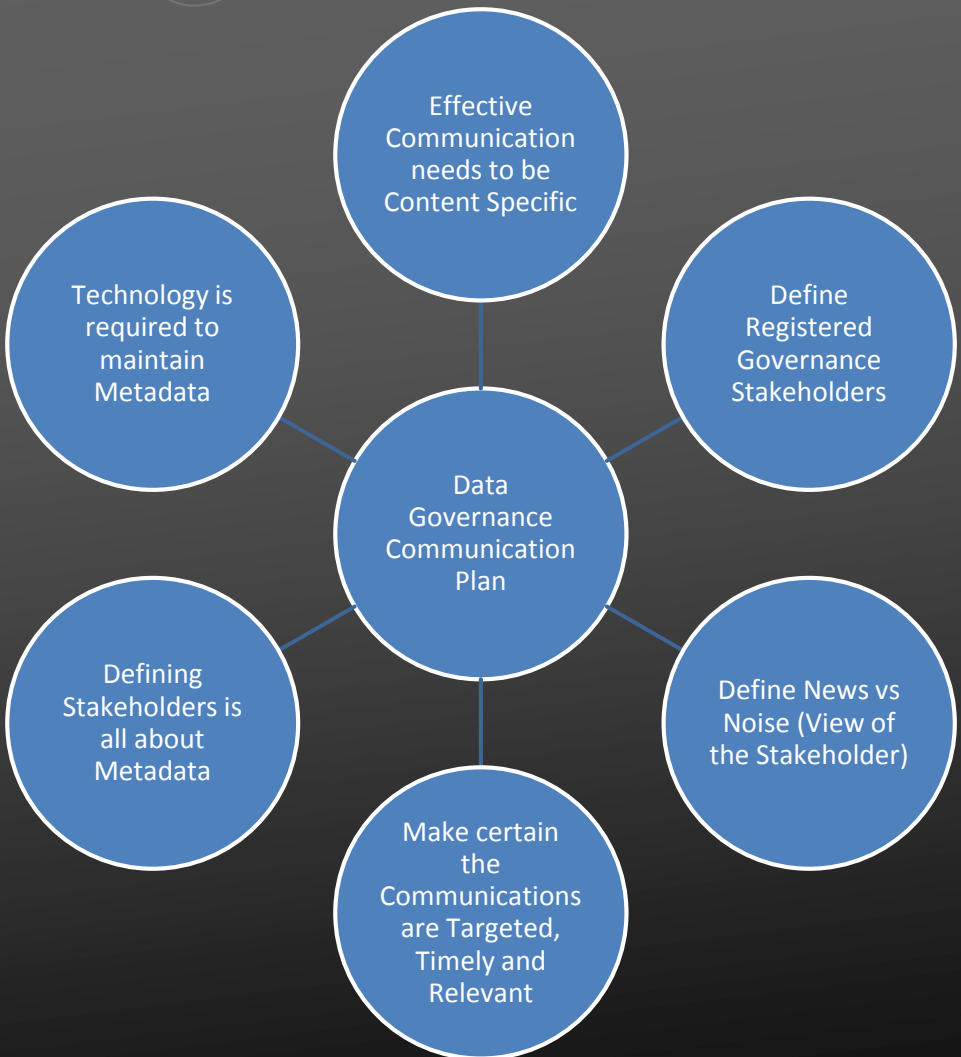 Effective
Communication
needs to be
Content Specific
Define
Registered
Governance
Stakeholders
Define News vs
Noise (View of
the Stakeholder)
Make certain
the
Communications
are Targeted,
Timely and
Relevant
Defining
Stakeholders is
all about
Metadata
Technology is
required to
maintain
Metadata
Data
Governance
Communication
Plan